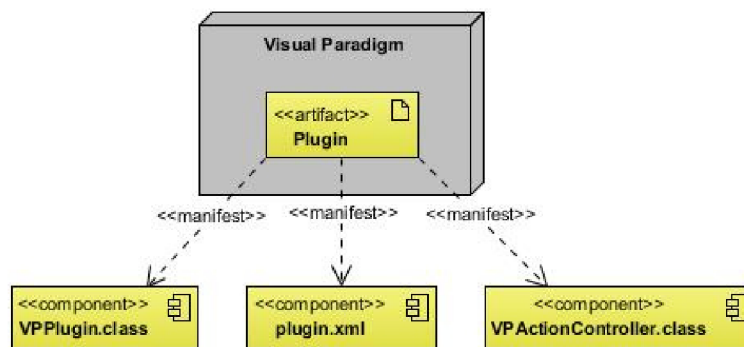 Visual Paradigm
<<artifact>>
Plugin
<<manifest>> <<manifest>> <<manifest>>
<<component>>
VPPlugin.class
<<component>>
plugin.xml
<<component>>
VPActionController.class